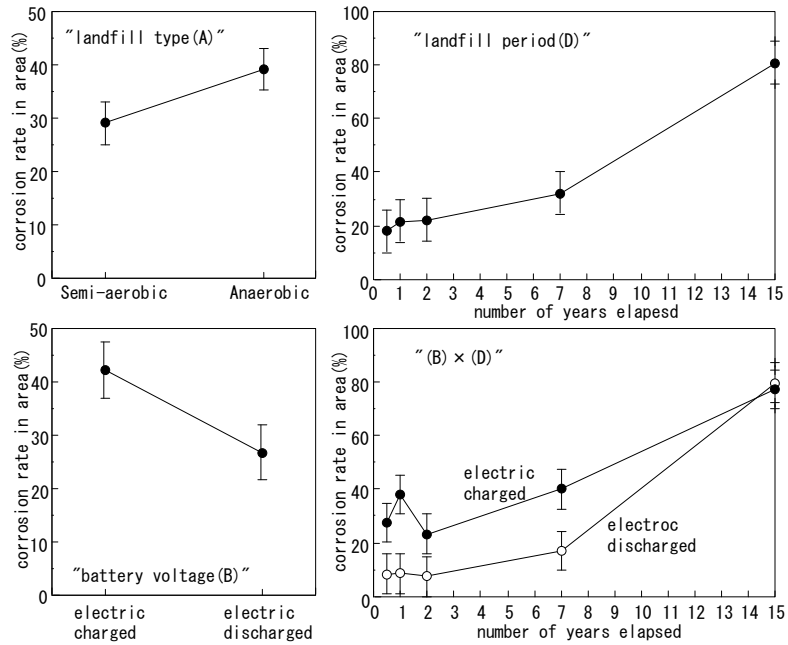 "landfill type(A)"
corrosion rate in area(%)
50
40
30
20
10
0
Semi-aerobic Anaerobic
"landfill period(D)"
corrosion rate in area(%)
100
80
60
40
20
0
0 1 2 3 4 5 6 7 8 9 10 11 12 13 14 15
number of years elapesd
"battery voltage(B)"
corrosion rate in area(%)
50
40
30
20
10
0
electric electric
charged discharged
"(B)×(D)"
corrosion rate in area(%)
100
80
60
40
20
0
electric
charged
electroc
discharged
0 1 2 3 4 5 6 7 8 9 10 11 12 13 14 15
number of years elapsed